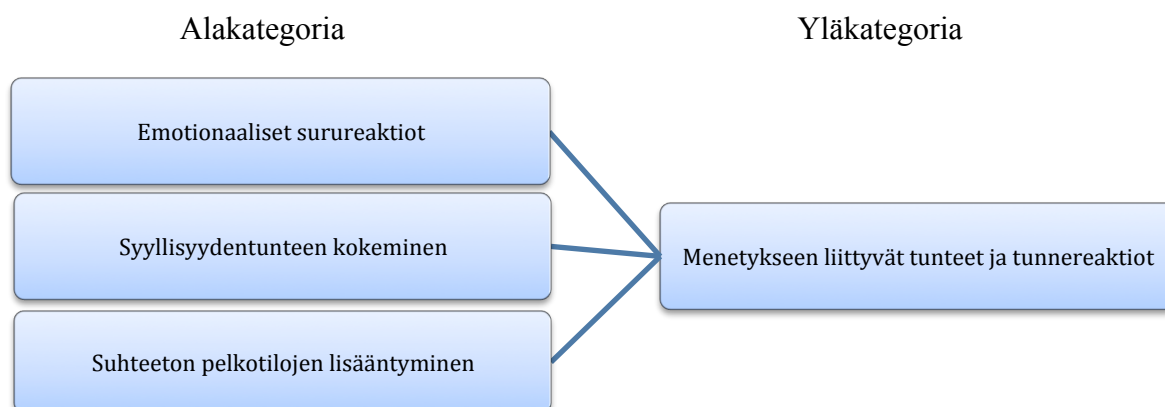 Alakategoria
Yläkategoria
Emotionaaliset surureaktiot
Syyllisyydentunteen kokeminen
Menetykseen liittyvät tunteet ja tunnereaktiot
Suhteeton pelkotilojen lisääntyminen